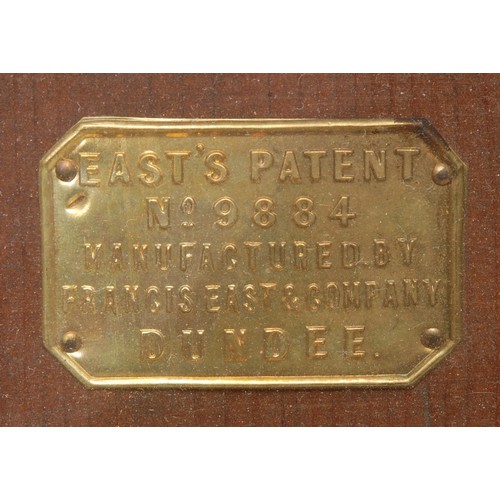 EAST'S PATENT
No 9884
MANUFACTURED BY
FRANCIS EAST & COMPANY
DUNDEE.